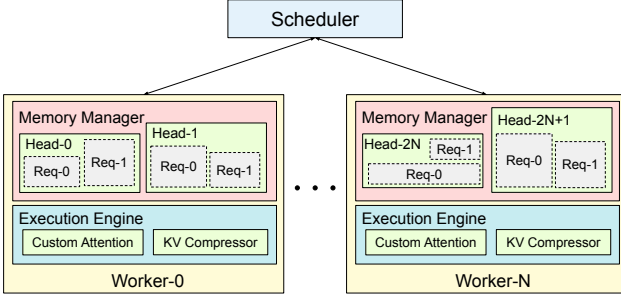 Scheduler
Memory Manager
Head-0
Req-0
Req-1
Head-1
Req-0
Req-1
Execution Engine
Custom Attention
KV Compressor
Worker-0
Memory Manager
Head-2N
Req-1
Req-0
Head-2N+1
Req-0
Req-1
Execution Engine
Custom Attention
KV Compressor
Worker-N